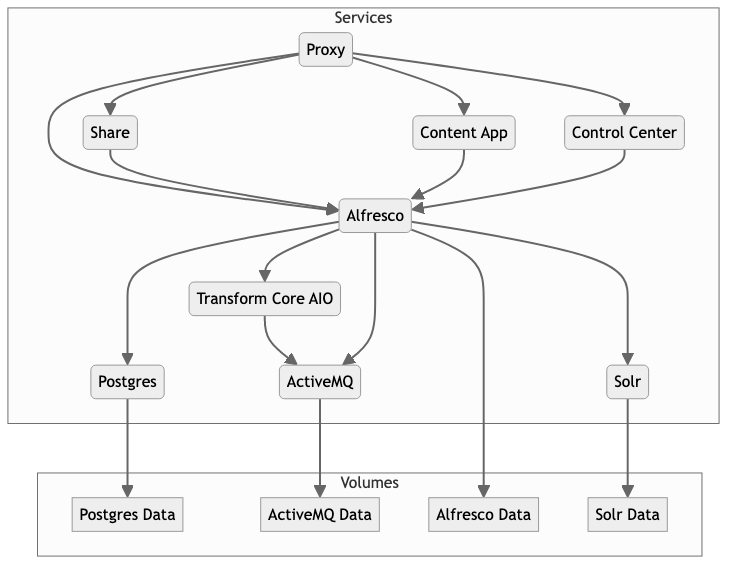 Services
Proxy
Share
Content App
Control Center
Alfresco
Transform Core AIO
Postgres
ActiveMQ
Solr
Volumes
Postgres Data
ActiveMQ Data
Alfresco Data
Solr Data